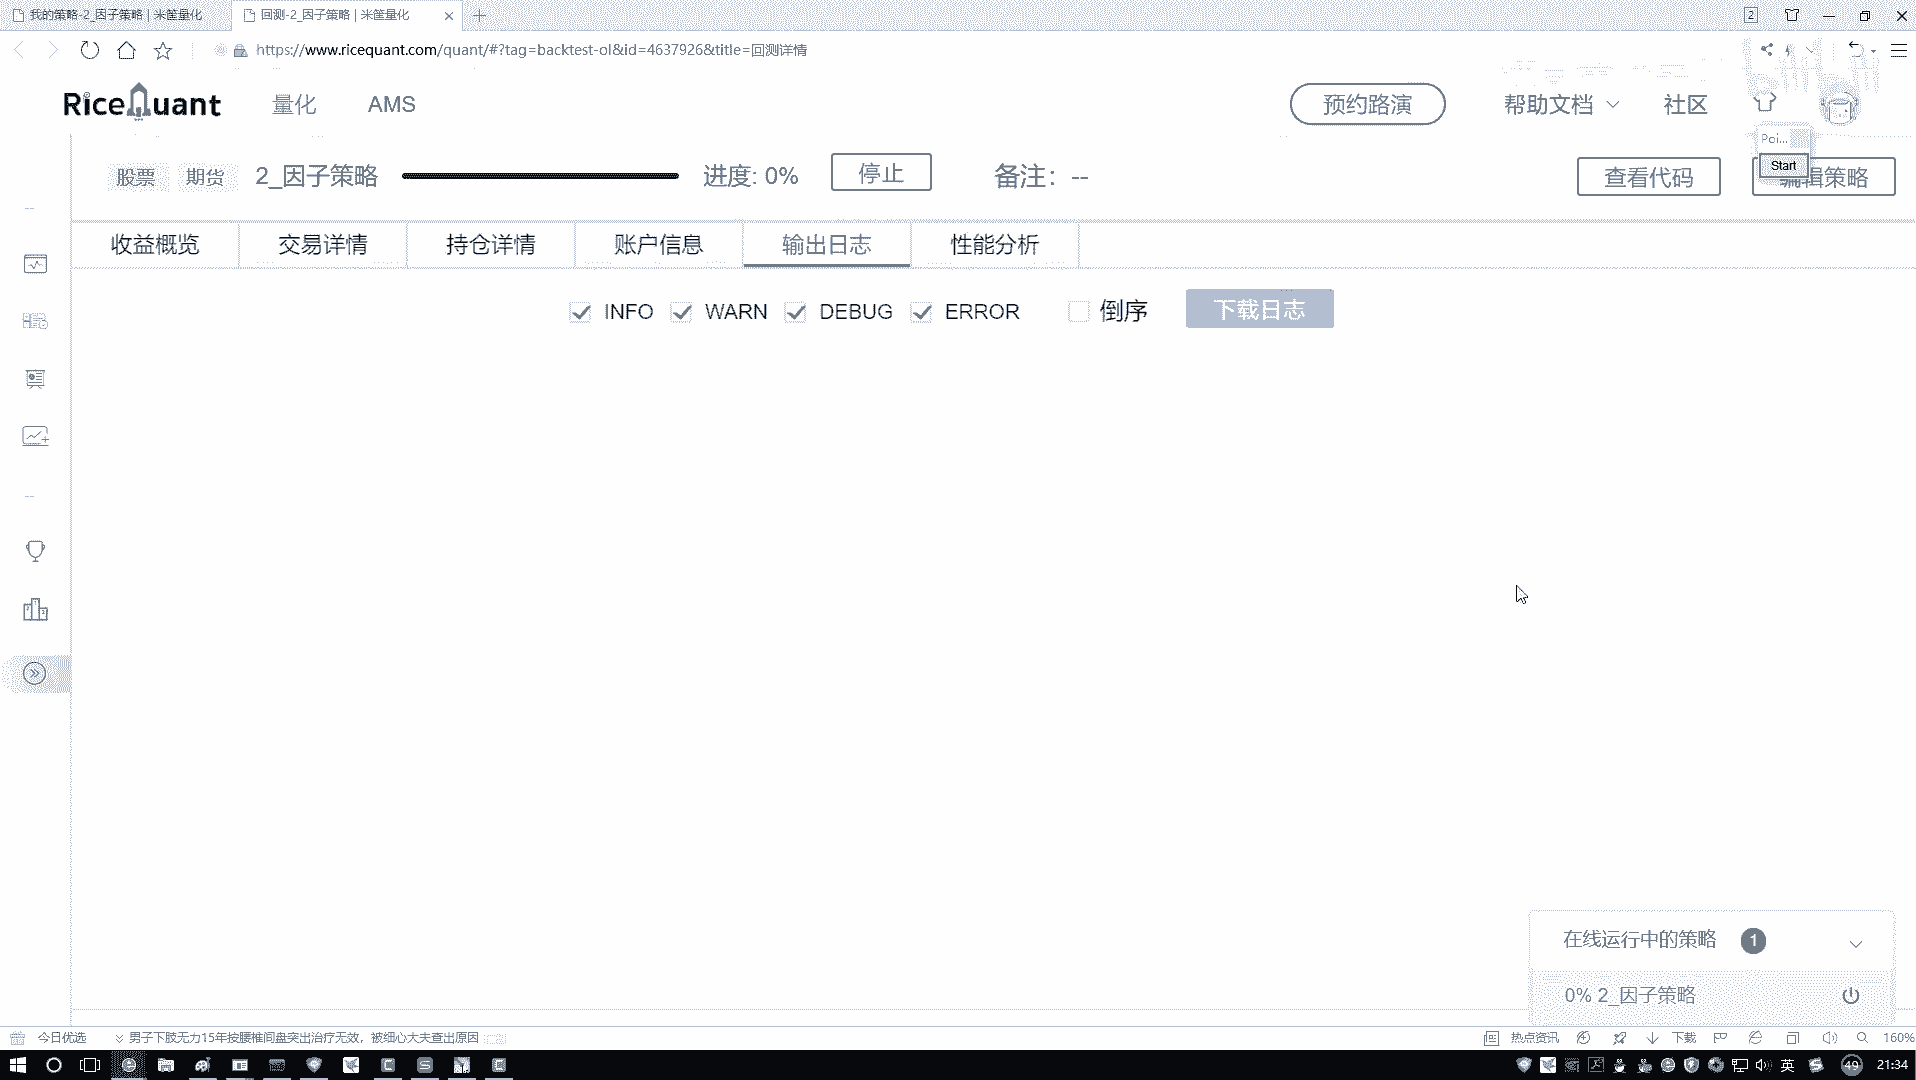 我的策略-2_因子策略 | 米筐量化
回测-2_因子策略 | 米筐量化
2
https://www.ricequant.com/quant/#?tag=backtest-ol&id=4637926&title=回测详情
RiceQuant 量化 AMS 预约路演 帮助文档 社区
Poi...
Start
股票 期货 2_因子策略 进度: 0% 停止 备注: -- 查看代码 编辑策略
--
收益概览 交易详情 持仓详情 账户信息 输出日志 性能分析
INFO WARN DEBUG ERROR 倒序 下载日志
--
在线运行中的策略 1
0% 2_因子策略
今日优选 男子下肢无力15年按腰椎间盘突出治疗无效，被细心大夫查出原因 热点资讯 下载 160%
英 49 21:34